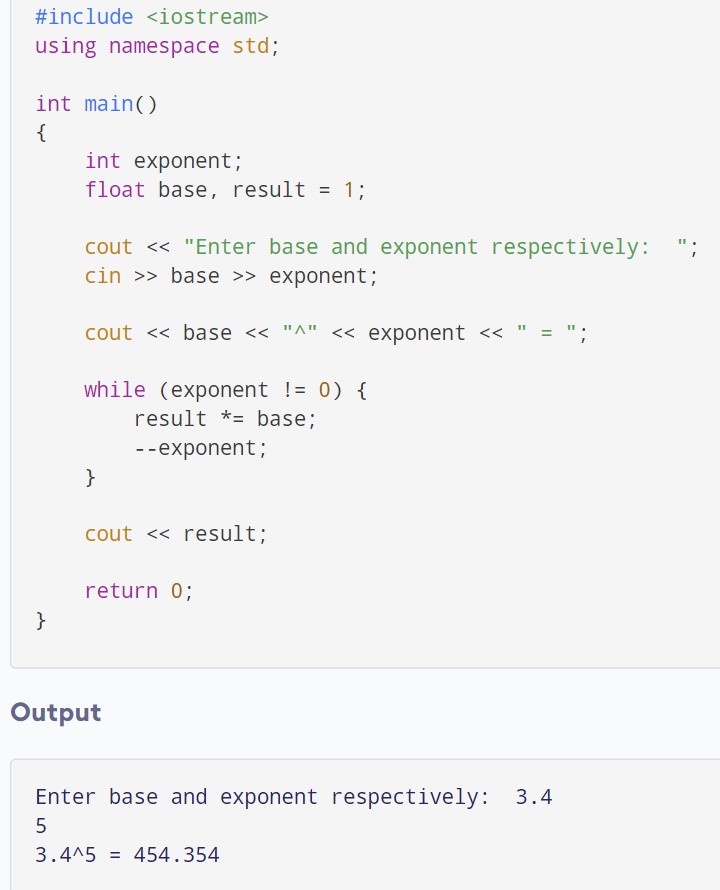 #include <iostream>
using namespace std;
int main()
{
    int exponent;
    float base, result = 1;
    cout << "Enter base and exponent respectively:  ";
    cin >> base >> exponent;
    cout << base << "^" << exponent << " = ";
    while (exponent != 0) {
        result *= base;
        --exponent;
    }
    cout << result;
    return 0;
}
Output
Enter base and exponent respectively:  3.4
5
3.4^5 = 454.354